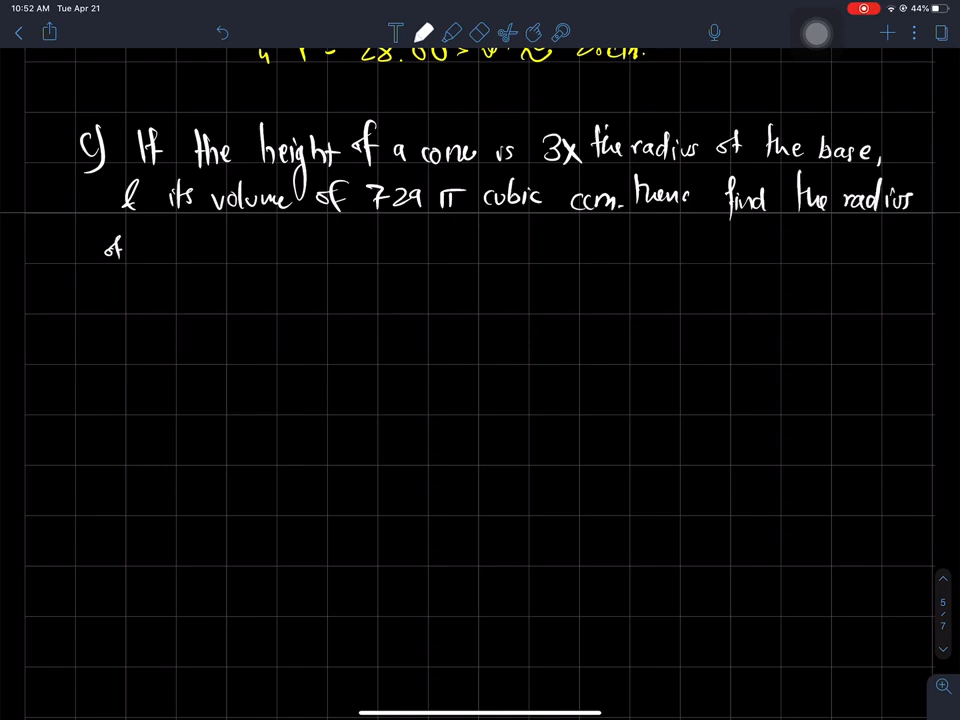 10:52 AM Tue Apr 21
44%
c) If the height of a cone is 3x the radius of the base,
& its volume of 729 π cubic ccm. thenc find the radius
of
5
7